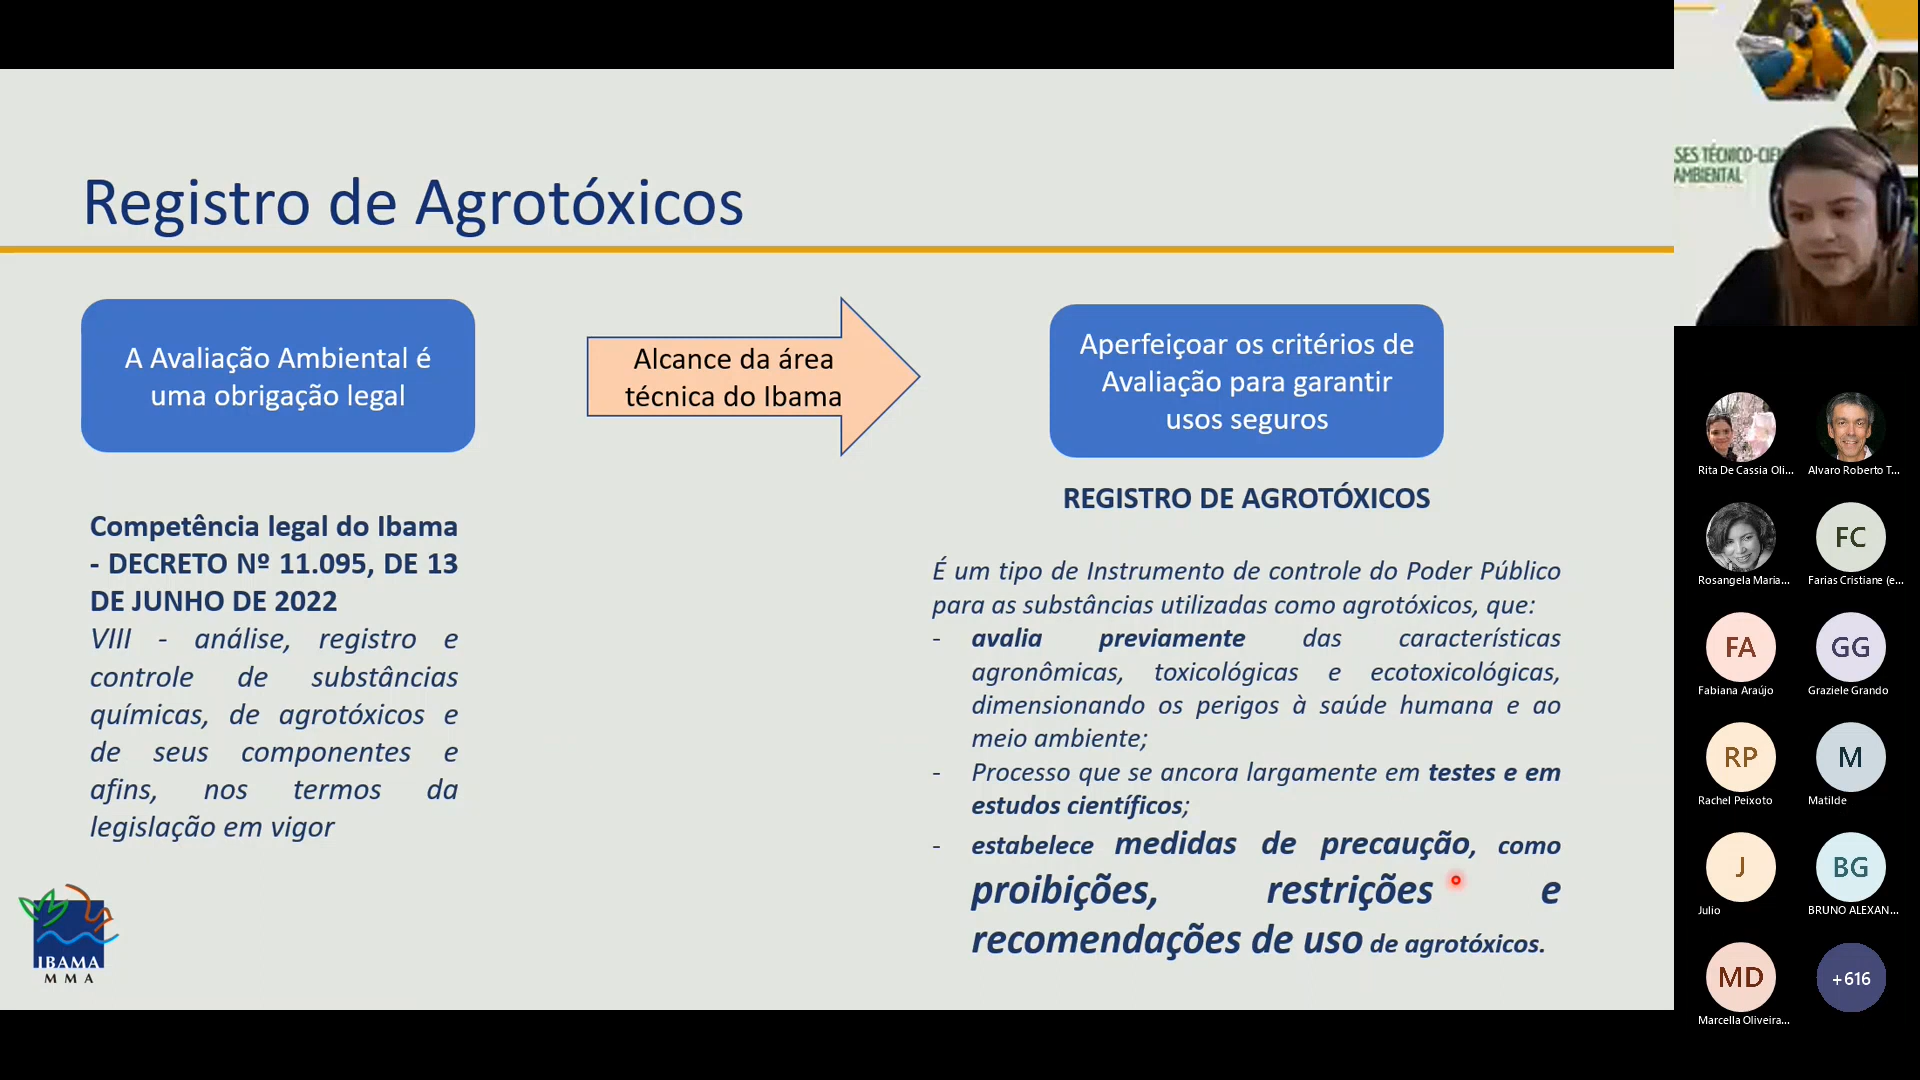 Registro de Agrotóxicos
A Avaliação Ambiental é
uma obrigação legal
Alcance da área
técnica do Ibama
Aperfeiçoar os critérios de
Avaliação para garantir
usos seguros
Competência legal do Ibama
- DECRETO Nº 11.095, DE 13
DE JUNHO DE 2022
VIII - análise, registro e
controle de substâncias
químicas, de agrotóxicos e
de seus componentes e
afins, nos termos da
legislação em vigor
REGISTRO DE AGROTÓXICOS
É um tipo de Instrumento de controle do Poder Público
para as substâncias utilizadas como agrotóxicos, que:
- avalia previamente das características
agronômicas, toxicológicas e ecotoxicológicas,
dimensionando os perigos à saúde humana e ao
meio ambiente;
- Processo que se ancora largamente em testes e em
estudos científicos;
- estabelece medidas de precaução, como
proibições, restrições e
recomendações de uso de agrotóxicos.
IBAMA
MMA
SES TÉCNICO-CIE
AMBIENTAL
Rita De Cassia Oli...
Alvaro Roberto T...
Rosangela Maria...
FC
Farias Cristiane (e...
FA
Fabiana Araújo
GG
Graziele Grando
RP
Rachel Peixoto
M
Matilde
J
Julio
BG
BRUNO ALEXAN...
MD
Marcella Oliveira...
+616